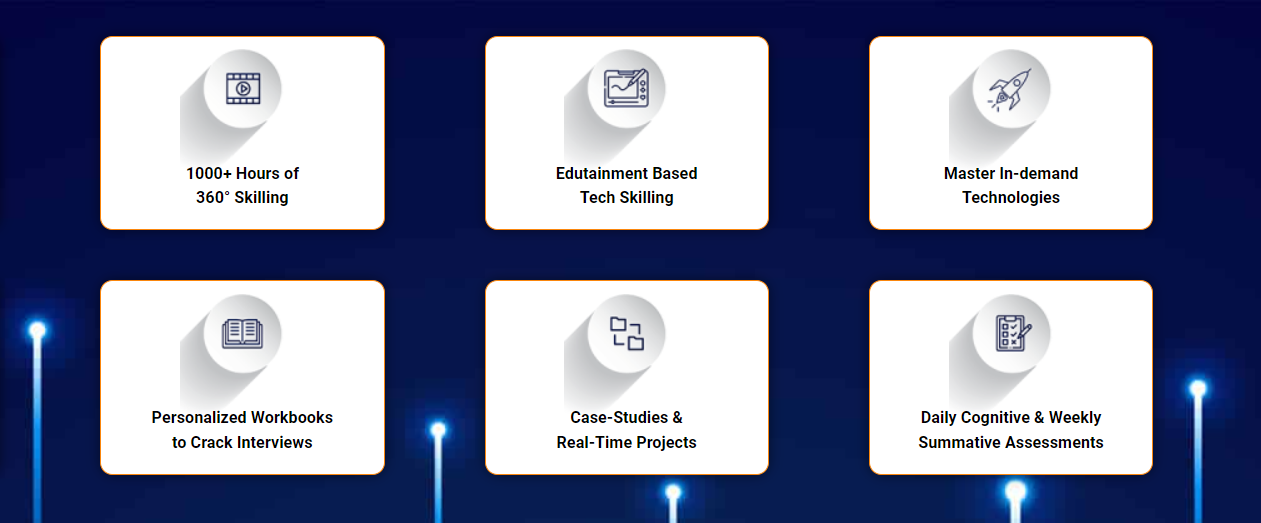 1000+ Hours of
360° Skilling
Edutainment Based
Tech Skilling
Master In-demand
Technologies
Personalized Workbooks
to Crack Interviews
Case-Studies &
Real-Time Projects
Daily Cognitive & Weekly
Summative Assessments